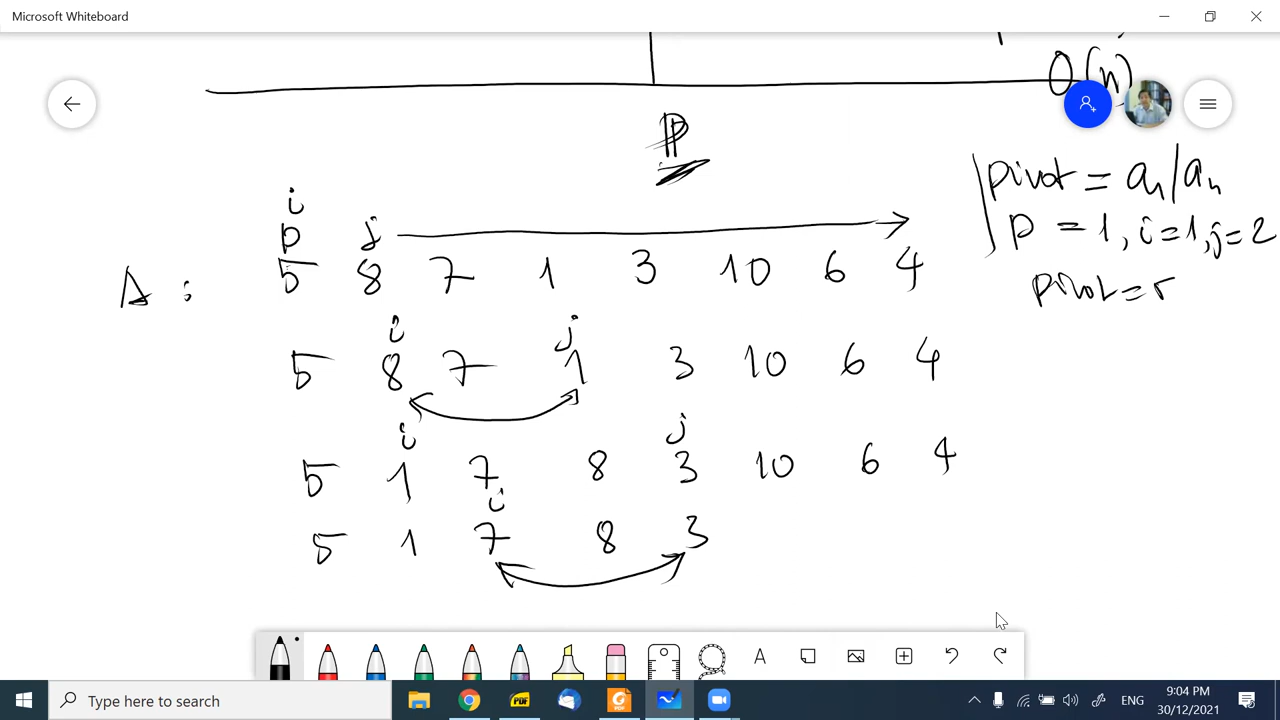 Microsoft Whiteboard
O(n)
P
pivot = a₁/aₙ
p = 1, i=1, j=2
pivot=5
i
p j
A : 5 8 7 1 3 10 6 4
i j
5 8 7 1 3 10 6 4
i j
5 1 7 8 3 10 6 4
i
5 1 7 8 3
A
Type here to search
PDF
ENG
9:04 PM
30/12/2021